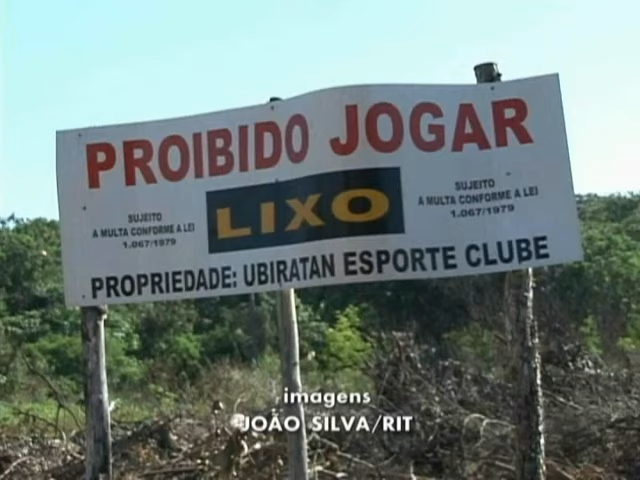 PROIBIDO JOGAR
LIXO
SUJEITO
A MULTA CONFORME A LEI
1.067/1979
SUJEITO
A MULTA CONFORME A LEI
1.067/1979
PROPRIEDADE: UBIRATAN ESPORTE CLUBE
imagens
JOÃO SILVA/RIT